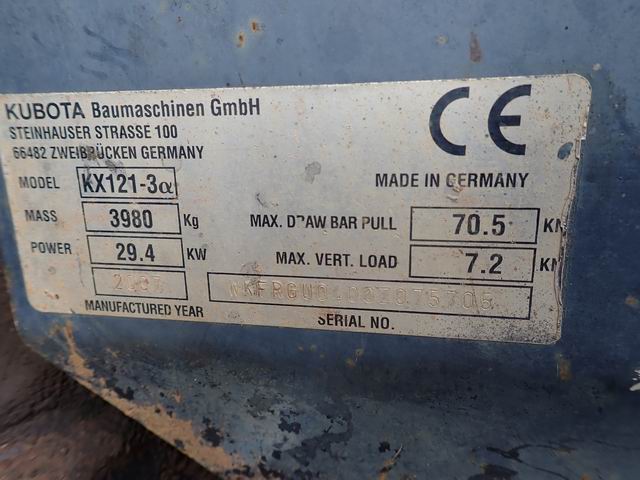 KUBOTA Baumaschinen GmbH
STEINHAUSER STRASSE 100
66482 ZWEIBRÜCKEN GERMANY
CE
MODEL KX121-3α
MADE IN GERMANY
MASS 3980 Kg
MAX. DRAW BAR PULL 70.5 KN
POWER 29.4 KW
MAX. VERT. LOAD 7.2 KN
MANUFACTURED YEAR
SERIAL NO.